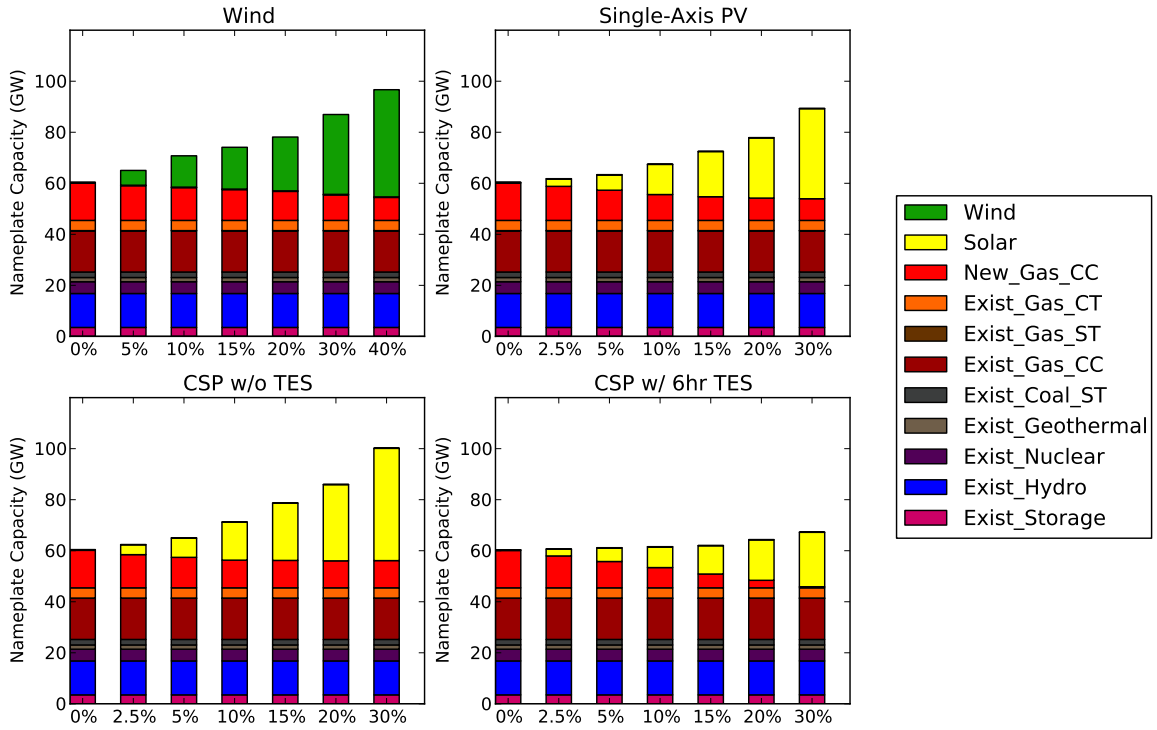 Wind
Single-Axis PV
Nameplate Capacity (GW)
100
80
60
40
20
0
0% 5% 10% 15% 20% 30% 40%
Nameplate Capacity (GW)
100
80
60
40
20
0
0% 2.5% 5% 10% 15% 20% 30%
CSP w/o TES
CSP w/ 6hr TES
Nameplate Capacity (GW)
100
80
60
40
20
0
0% 2.5% 5% 10% 15% 20% 30%
Nameplate Capacity (GW)
100
80
60
40
20
0
0% 2.5% 5% 10% 15% 20% 30%
Wind
Solar
New_Gas_CC
Exist_Gas_CT
Exist_Gas_ST
Exist_Gas_CC
Exist_Coal_ST
Exist_Geothermal
Exist_Nuclear
Exist_Hydro
Exist_Storage